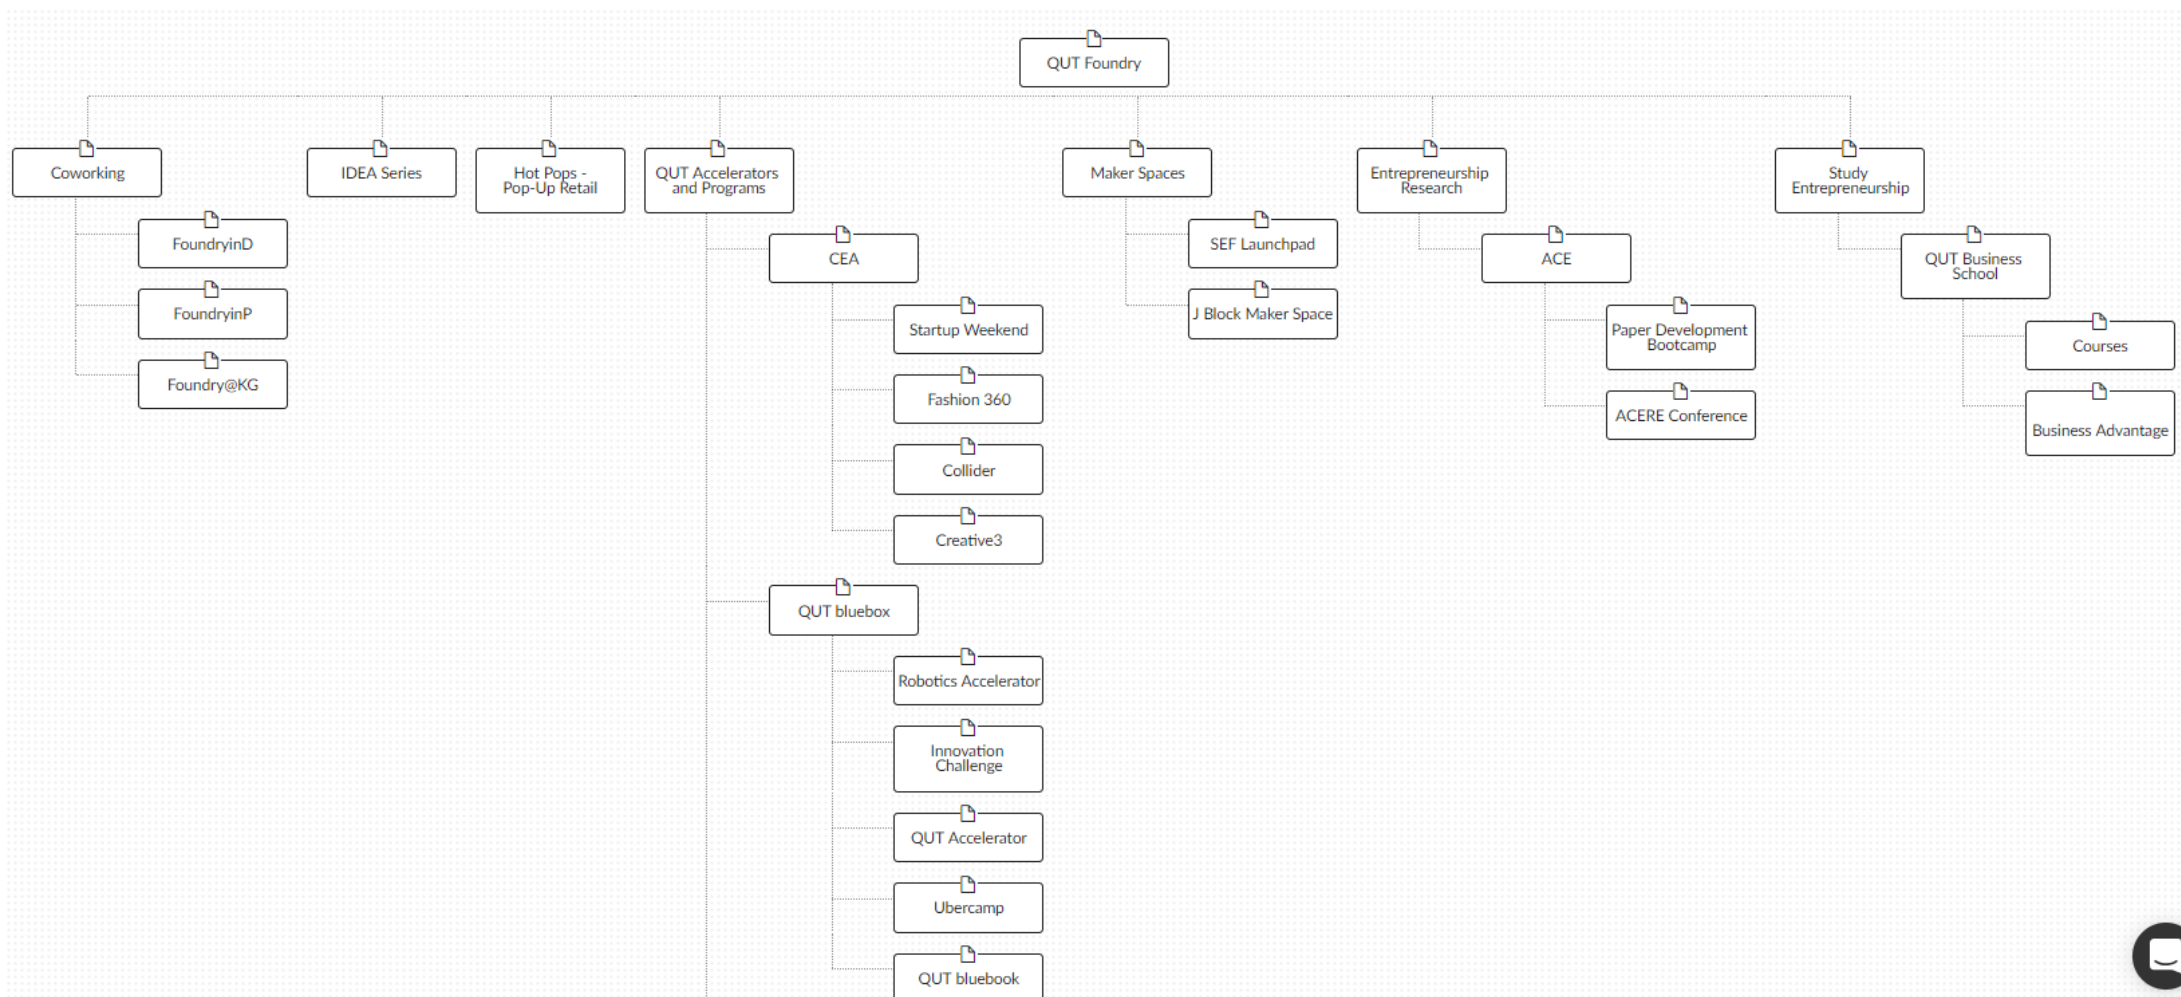 QUT Foundry
Coworking
IDEA Series
Hot Pops -
Pop-Up Retail
QUT Accelerators
and Programs
Maker Spaces
Entrepreneurship
Research
Study
Entrepreneurship
FoundryinD
FoundryinP
Foundry@KG
CEA
Startup Weekend
Fashion 360
Collider
Creative3
QUT bluebox
Robotics Accelerator
Innovation
Challenge
QUT Accelerator
Ubercamp
QUT bluebook
SEF Launchpad
J Block Maker Space
ACE
Paper Development
Bootcamp
ACERE Conference
QUT Business
School
Courses
Business Advantage